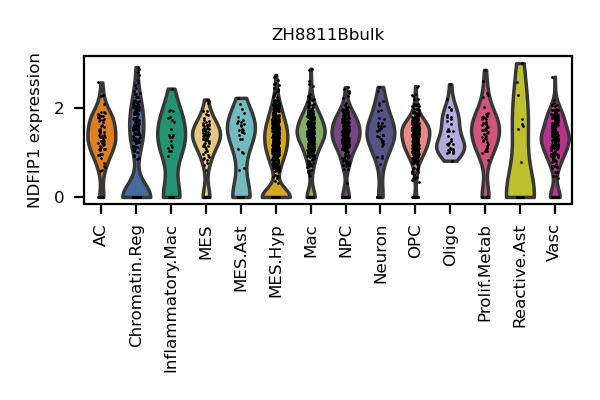 ZH8811Bbulk
NDFIP1 expression
2
0
AC
Chromatin.Reg
Inflammatory.Mac
MES
MES.Ast
MES.Hyp
Mac
NPC
Neuron
OPC
Oligo
Prolif.Metab
Reactive.Ast
Vasc